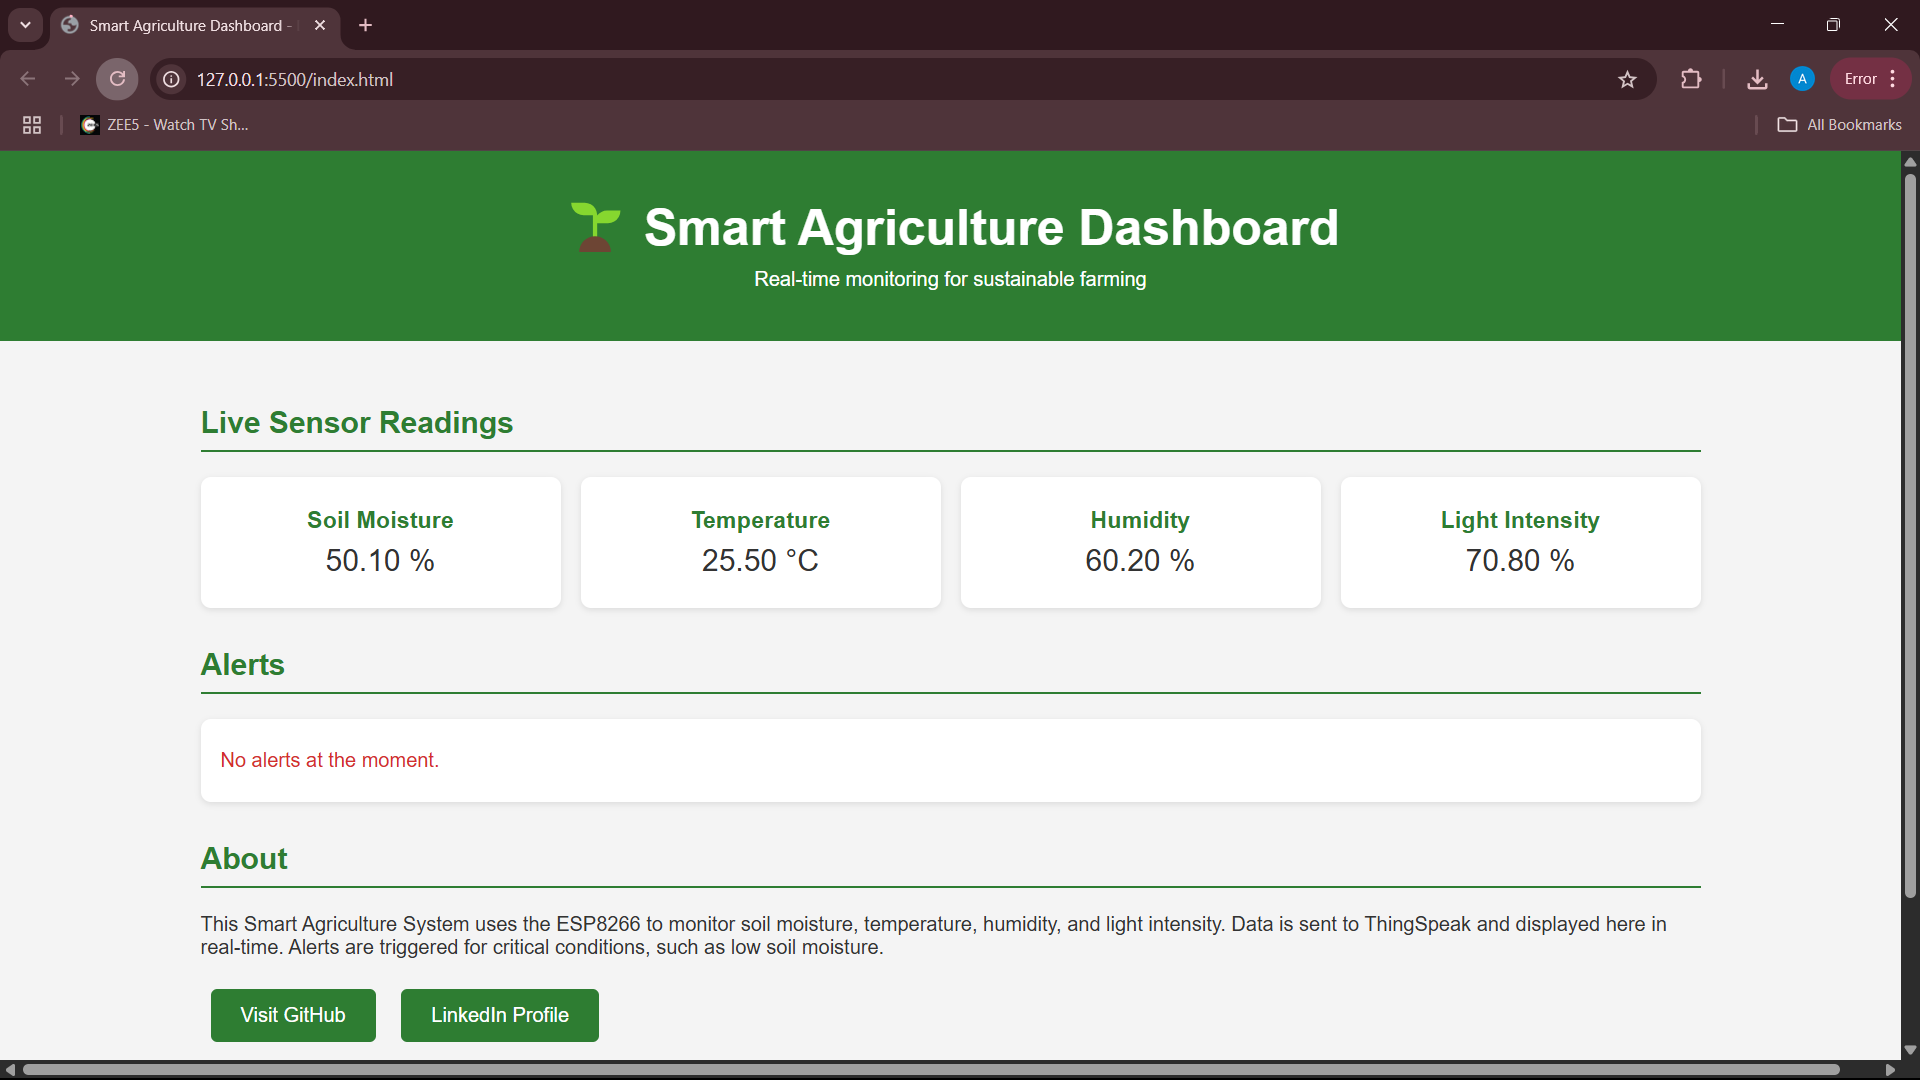 Smart Agriculture Dashboard -
127.0.0.1:5500/index.html
A
Error
ZEE5 - Watch TV Sh...
All Bookmarks
Smart Agriculture Dashboard
Real-time monitoring for sustainable farming
Live Sensor Readings
Soil Moisture
50.10 %
Temperature
25.50 °C
Humidity
60.20 %
Light Intensity
70.80 %
Alerts
No alerts at the moment.
About
This Smart Agriculture System uses the ESP8266 to monitor soil moisture, temperature, humidity, and light intensity. Data is sent to ThingSpeak and displayed here in
real-time. Alerts are triggered for critical conditions, such as low soil moisture.
Visit GitHub
LinkedIn Profile